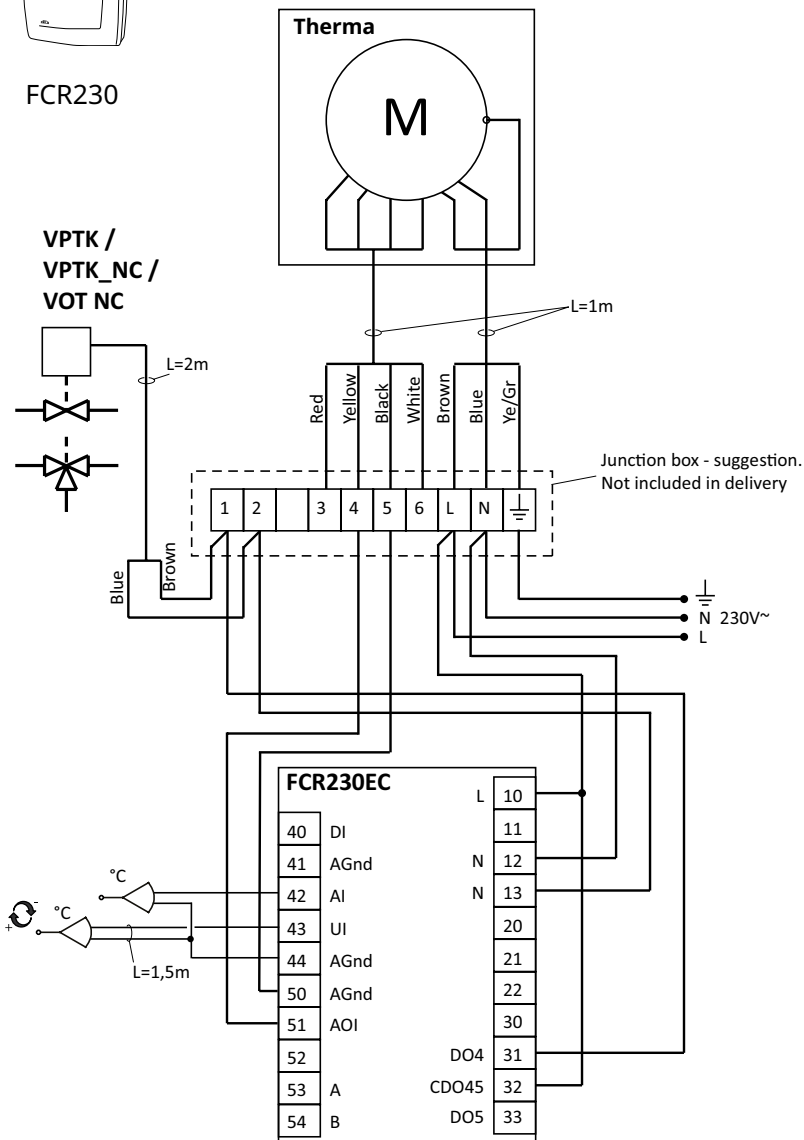 Therma
M
FCR230
VPTK /
VPTK_NC /
VOT NC
L=2m
L=1m
Red
Yellow
Black
White
Brown
Blue
Ye/Gr
Junction box - suggestion.
Not included in delivery
1 2 3 4 5 6 L N
Blue
Brown
N 230V~
L
FCR230EC
L 10
11
N 12
N 13
20
21
22
30
DO4 31
CDO45 32
DO5 33
40 DI
41 AGnd
42 AI
43 UI
44 AGnd
50 AGnd
51 AOI
52
53 A
54 B
°C
°C
- +
L=1,5m